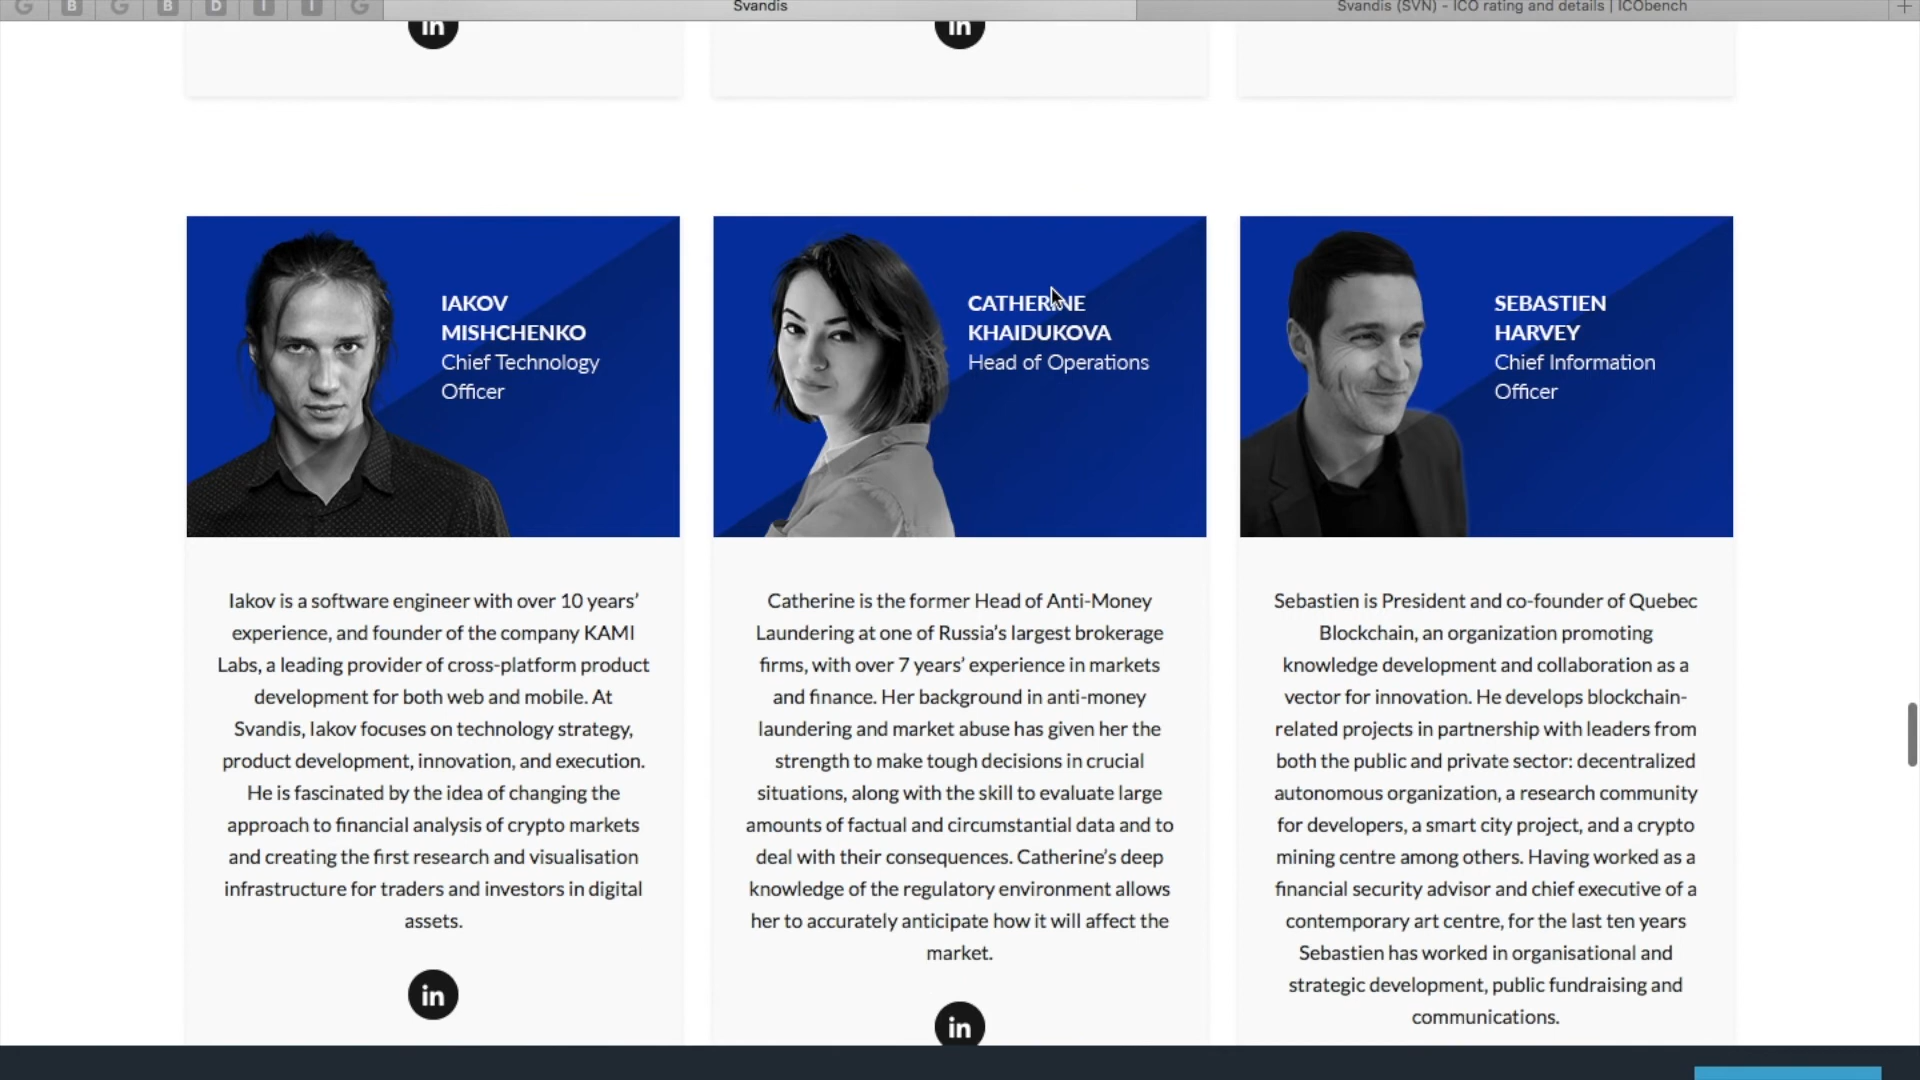 G B G B D I I G
Svandis
Svandis (SVN) - ICO rating and details | ICObench
in
in
IAKOV
MISHCHENKO
Chief Technology
Officer
Iakov is a software engineer with over 10 years’
experience, and founder of the company KAMI
Labs, a leading provider of cross-platform product
development for both web and mobile. At
Svandis, Iakov focuses on technology strategy,
product development, innovation, and execution.
He is fascinated by the idea of changing the
approach to financial analysis of crypto markets
and creating the first research and visualisation
infrastructure for traders and investors in digital
assets.
in
CATHERINE
KHAIDUKOVA
Head of Operations
Catherine is the former Head of Anti-Money
Laundering at one of Russia’s largest brokerage
firms, with over 7 years’ experience in markets
and finance. Her background in anti-money
laundering and market abuse has given her the
strength to make tough decisions in crucial
situations, along with the skill to evaluate large
amounts of factual and circumstantial data and to
deal with their consequences. Catherine’s deep
knowledge of the regulatory environment allows
her to accurately anticipate how it will affect the
market.
in
SEBASTIEN
HARVEY
Chief Information
Officer
Sebastien is President and co-founder of Quebec
Blockchain, an organization promoting
knowledge development and collaboration as a
vector for innovation. He develops blockchain-
related projects in partnership with leaders from
both the public and private sector: decentralized
autonomous organization, a research community
for developers, a smart city project, and a crypto
mining centre among others. Having worked as a
financial security advisor and chief executive of a
contemporary art centre, for the last ten years
Sebastien has worked in organisational and
strategic development, public fundraising and
communications.